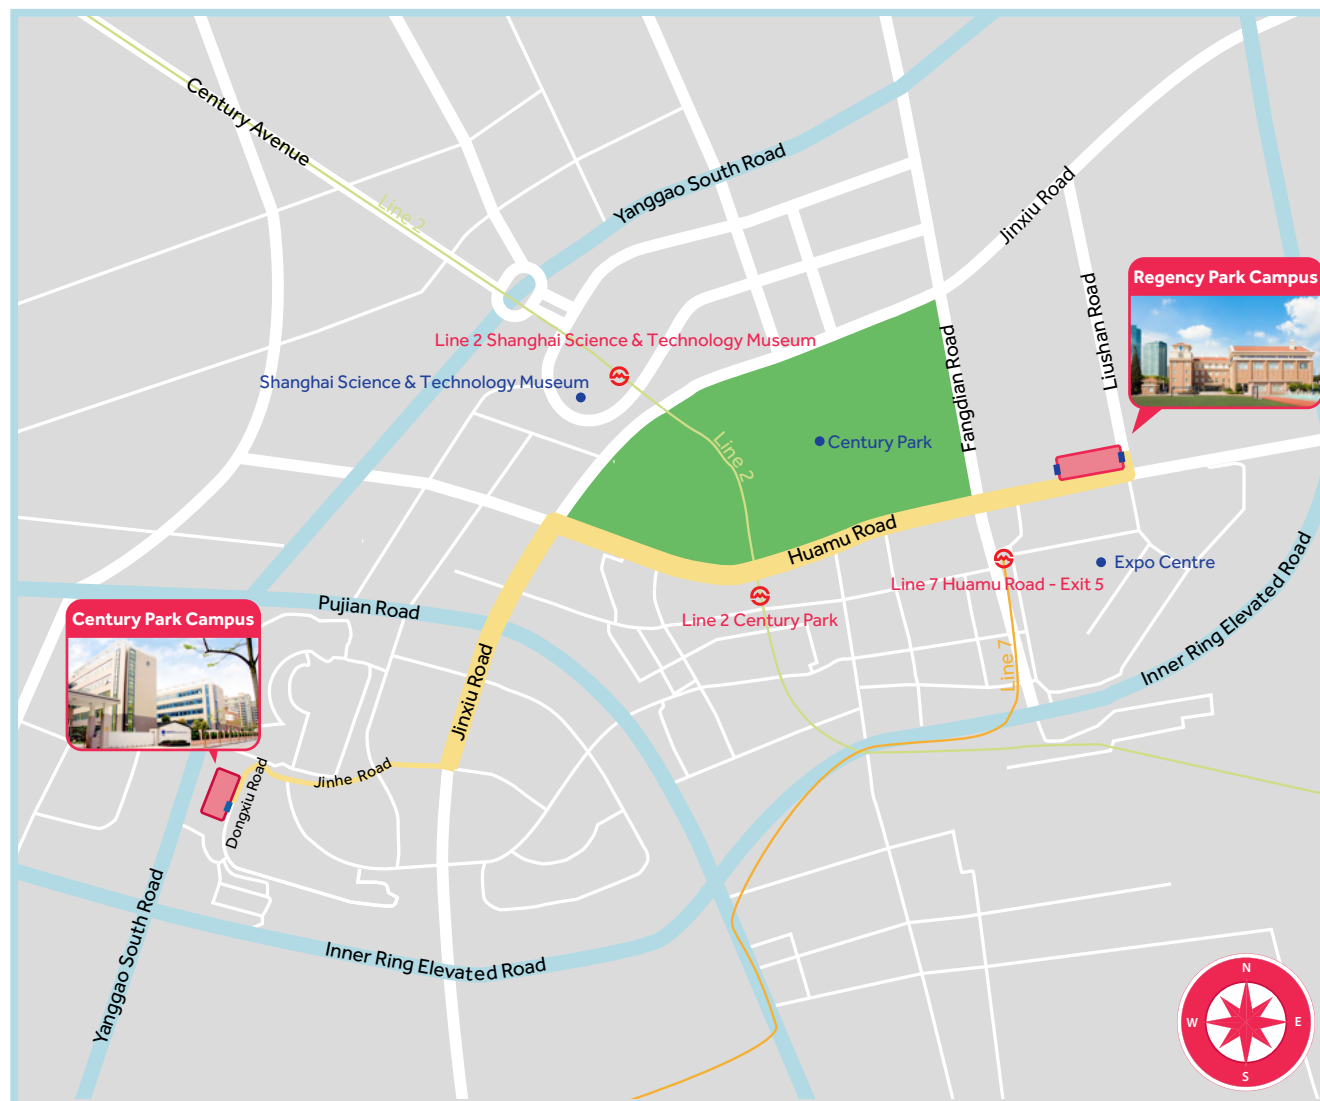 Century Avenue
Line 2
Yanggao South Road
Jinxiu Road
Regency Park Campus
Liushan Road
Line 2 Shanghai Science & Technology Museum
Shanghai Science & Technology Museum
Fangdian Road
Century Park
Line 2
Huamu Road
Expo Centre
Line 7 Huamu Road - Exit 5
Inner Ring Elevated Road
Line 2 Century Park
Pujian Road
Century Park Campus
Jinxiu Road
Line 7
Jinhe Road
Dongxiu Road
Yanggao South Road
Inner Ring Elevated Road
N
W
E
S